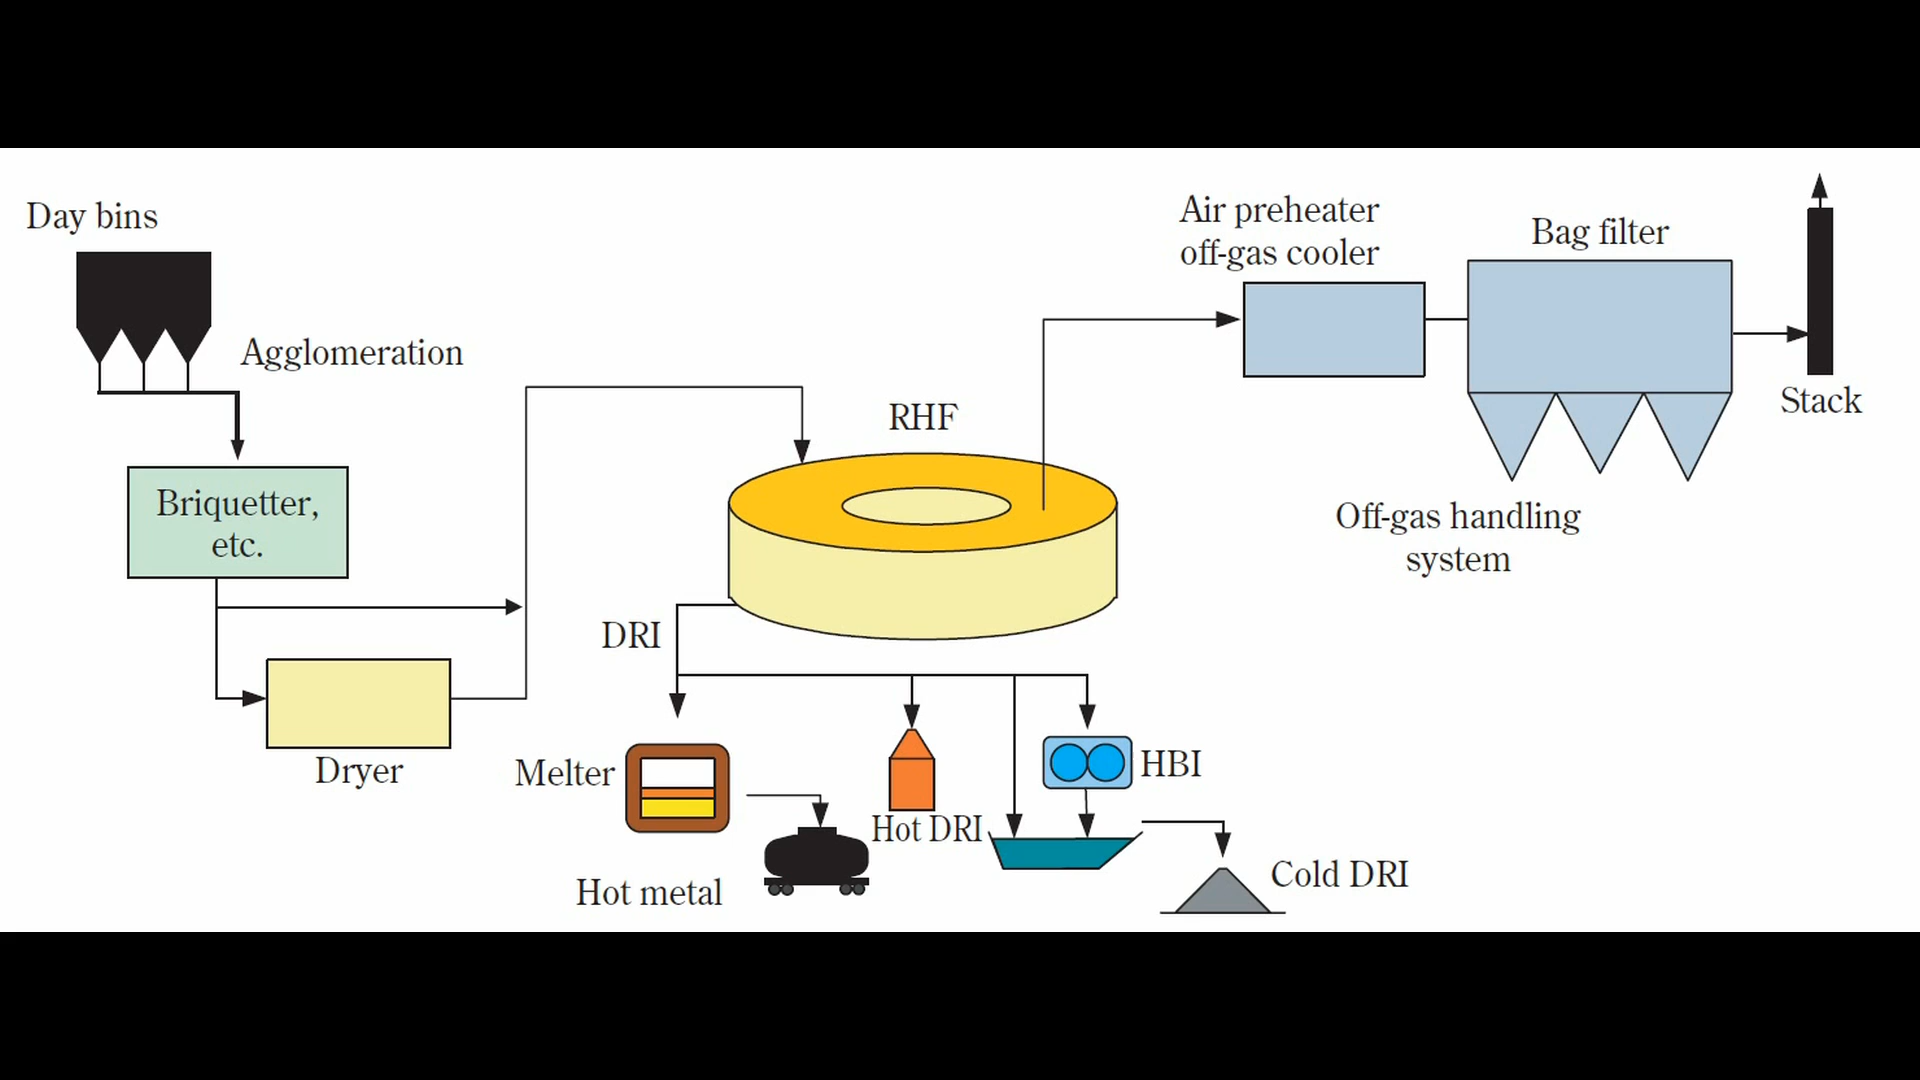 Day bins
Agglomeration
Briquetter,
etc.
Dryer
RHF
Air preheater
off-gas cooler
Bag filter
Stack
Off-gas handling
system
DRI
Melter
Hot metal
Hot DRI
HBI
Cold DRI